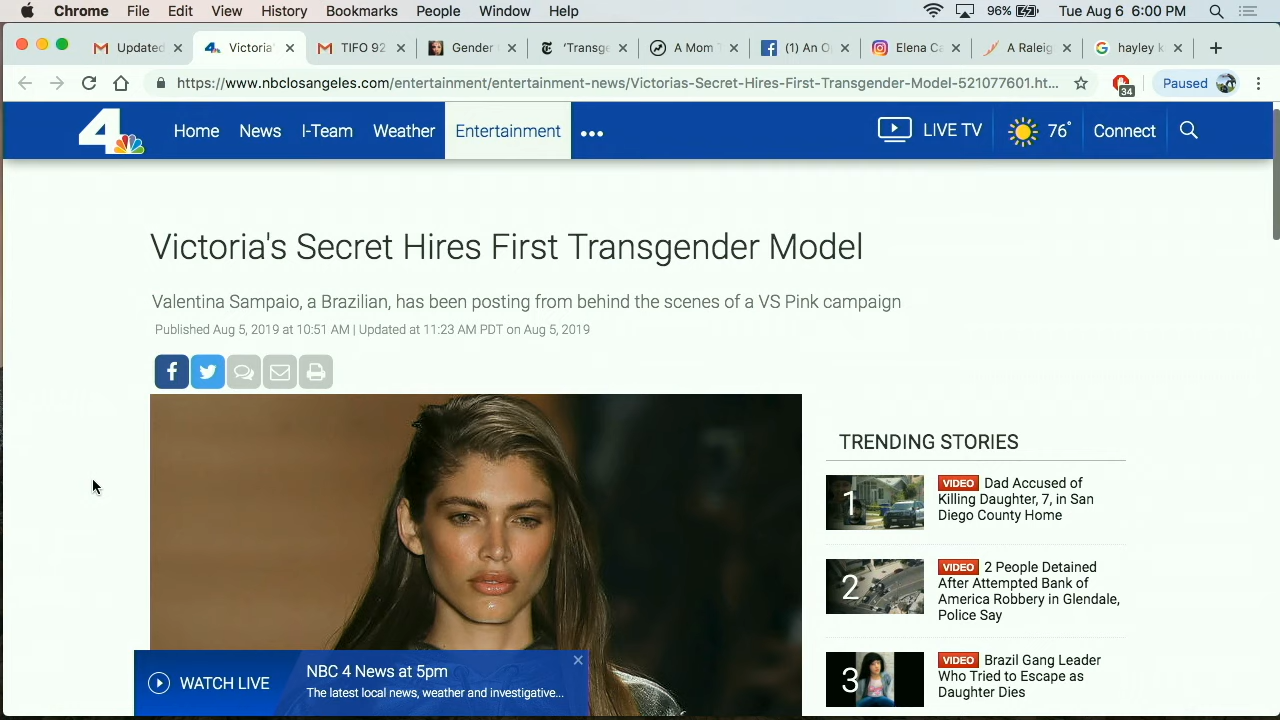 Chrome File Edit View History Bookmarks People Window Help 96% Tue Aug 6 6:00 PM
Updated Victoria' TIFO 92 Gender 'Transge A Mom T (1) An O Elena Ca A Raleig hayley k
https://www.nbclosangeles.com/entertainment/entertainment-news/Victorias-Secret-Hires-First-Transgender-Model-521077601.ht... 34 Paused
4 Home News I-Team Weather Entertainment ••• LIVE TV 76° Connect
Victoria's Secret Hires First Transgender Model
Valentina Sampaio, a Brazilian, has been posting from behind the scenes of a VS Pink campaign
Published Aug 5, 2019 at 10:51 AM | Updated at 11:23 AM PDT on Aug 5, 2019
TRENDING STORIES
1
VIDEO Dad Accused of
Killing Daughter, 7, in San
Diego County Home
2
VIDEO 2 People Detained
After Attempted Bank of
America Robbery in Glendale,
Police Say
3
VIDEO Brazil Gang Leader
Who Tried to Escape as
Daughter Dies
WATCH LIVE
NBC 4 News at 5pm
The latest local news, weather and investigative...